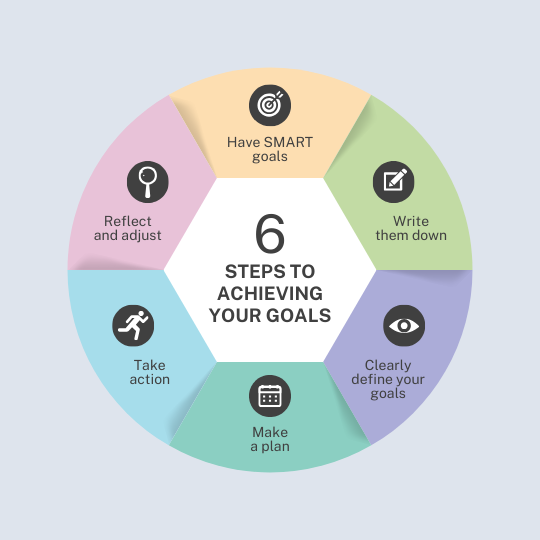 6
STEPS TO
ACHIEVING
YOUR GOALS
Have SMART
goals
Write
them down
Clearly
define your
goals
Make
a plan
Take
action
Reflect
and adjust